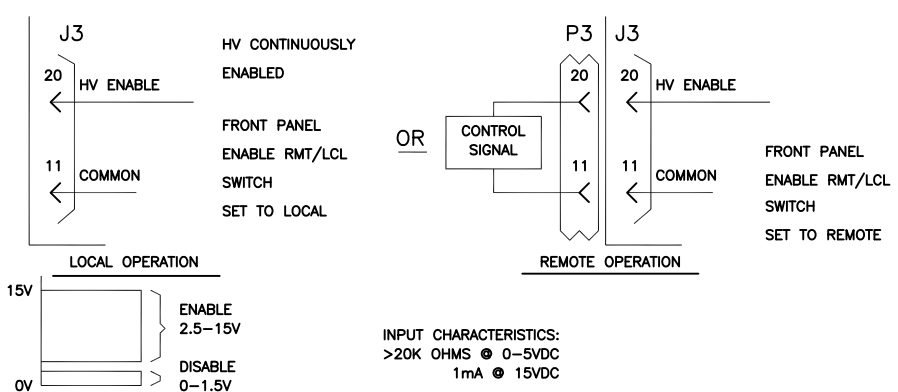 J3
20
HV ENABLE
11
COMMON
HV CONTINUOUSLY
ENABLED
FRONT PANEL
ENABLE RMT/LCL
SWITCH
SET TO LOCAL
LOCAL OPERATION
OR
CONTROL
SIGNAL
P3
20
11
J3
20
HV ENABLE
11
COMMON
FRONT PANEL
ENABLE RMT/LCL
SWITCH
SET TO REMOTE
REMOTE OPERATION
15V
0V
ENABLE
2.5–15V
DISABLE
0–1.5V
INPUT CHARACTERISTICS:
>20K OHMS @ 0–5VDC
1mA @ 15VDC